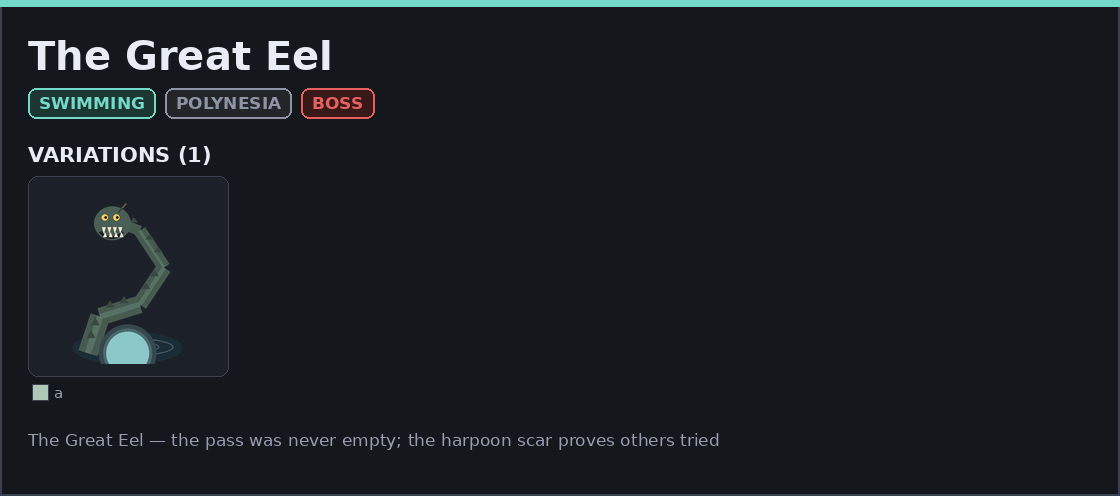 The Great Eel
SWIMMING POLYNESIA BOSS
VARIATIONS (1)
a
The Great Eel — the pass was never empty; the harpoon scar proves others tried